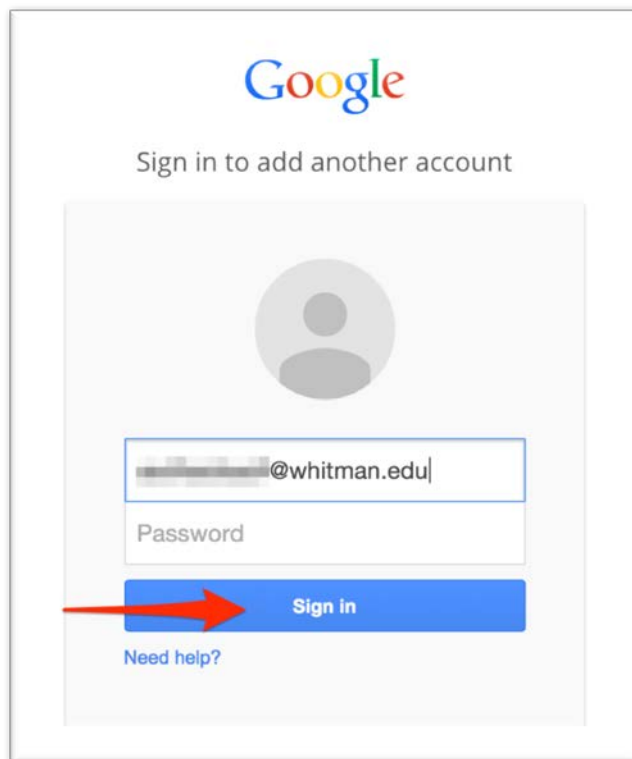 Google
Sign in to add another account
@whitman.edu
Password
Sign in
Need help?